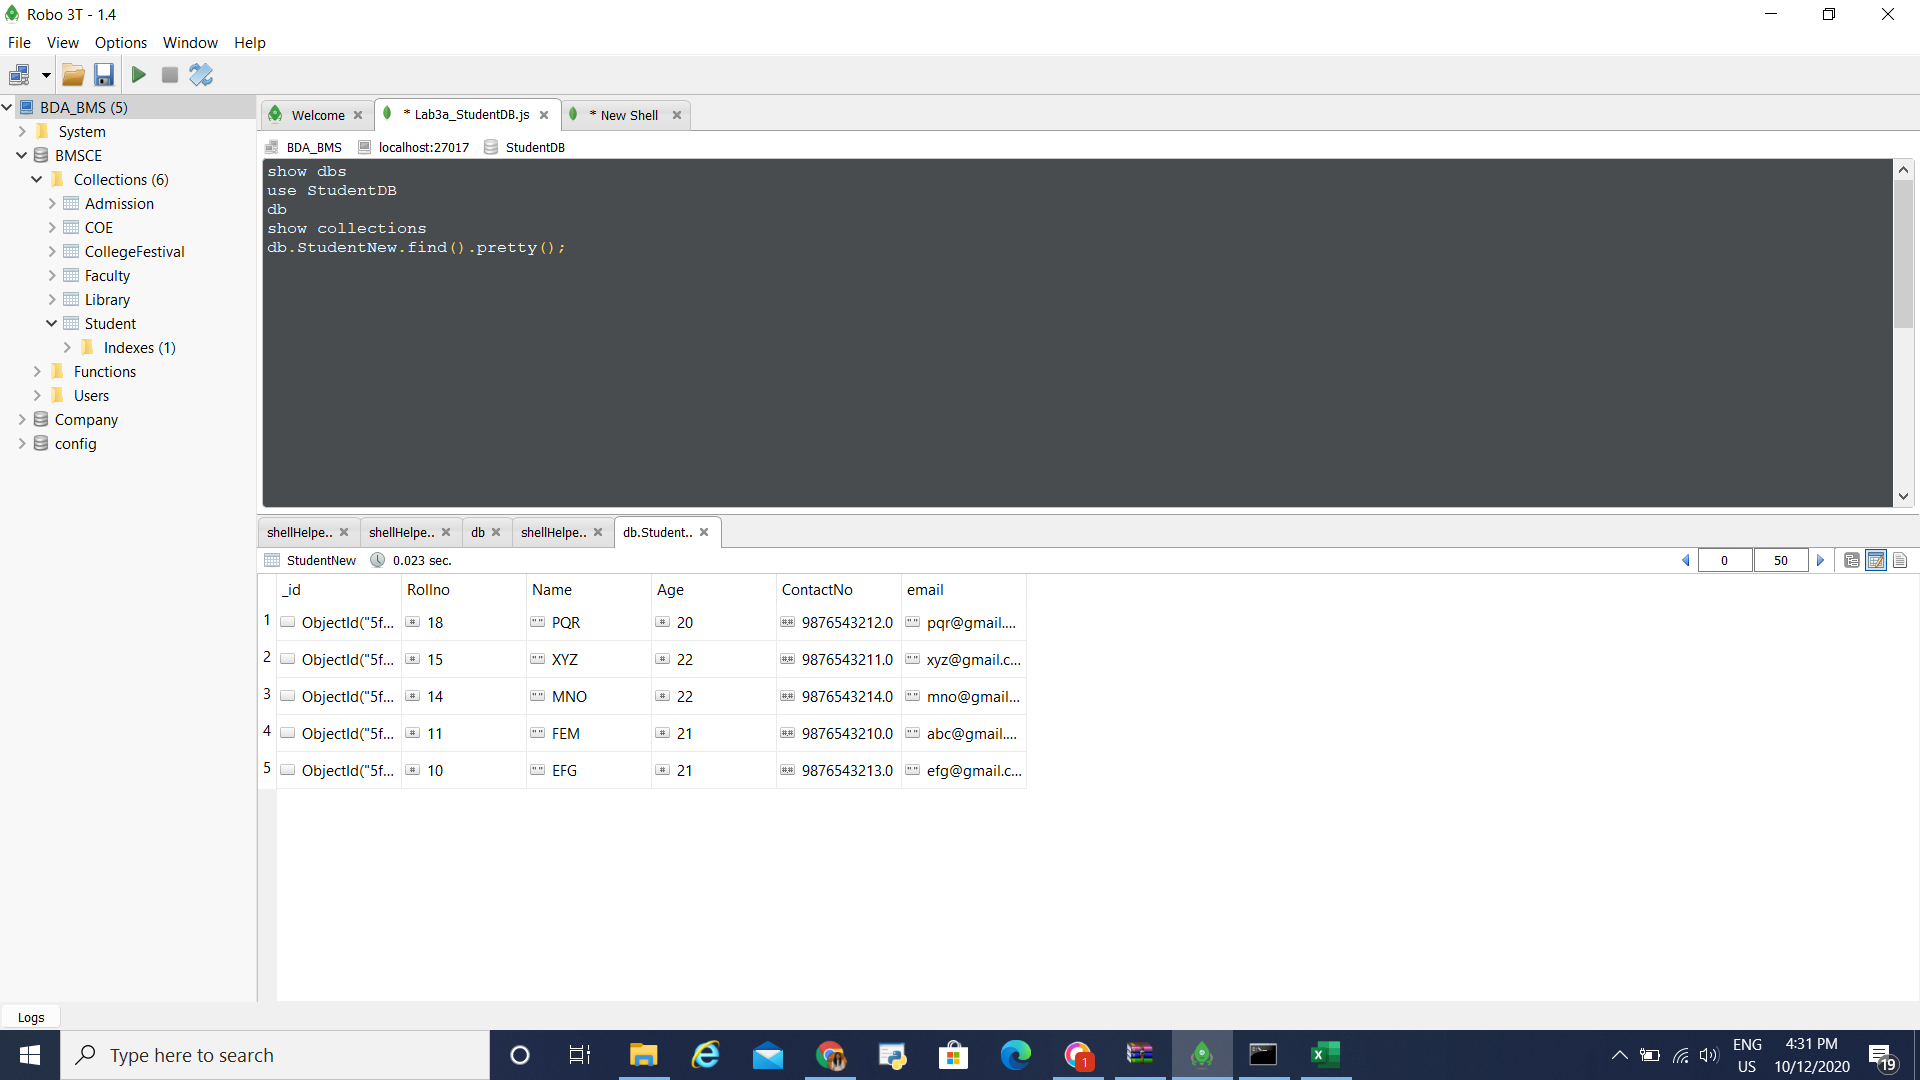 Robo 3T - 1.4
File View Options Window Help
BDA_BMS (5)
System
BMSCE
Collections (6)
Admission
COE
CollegeFestival
Faculty
Library
Student
Indexes (1)
Functions
Users
Company
config
Welcome * Lab3a_StudentDB.js * New Shell
BDA_BMS localhost:27017 StudentDB
show dbs
use StudentDB
db
show collections
db.StudentNew.find().pretty();
shellHelpe.. shellHelpe.. db shellHelpe.. db.Student..
StudentNew 0.023 sec. 0 50
_id Rollno Name Age ContactNo email
1 ObjectId("5f... # 18 "" PQR # 20 ## 9876543212.0 "" pqr@gmail....
2 ObjectId("5f... # 15 "" XYZ # 22 ## 9876543211.0 "" xyz@gmail.c...
3 ObjectId("5f... # 14 "" MNO # 22 ## 9876543214.0 "" mno@gmail...
4 ObjectId("5f... # 11 "" FEM # 21 ## 9876543210.0 "" abc@gmail....
5 ObjectId("5f... # 10 "" EFG # 21 ## 9876543213.0 "" efg@gmail.c...
Logs
Type here to search
1
ENG
US
4:31 PM
10/12/2020
19